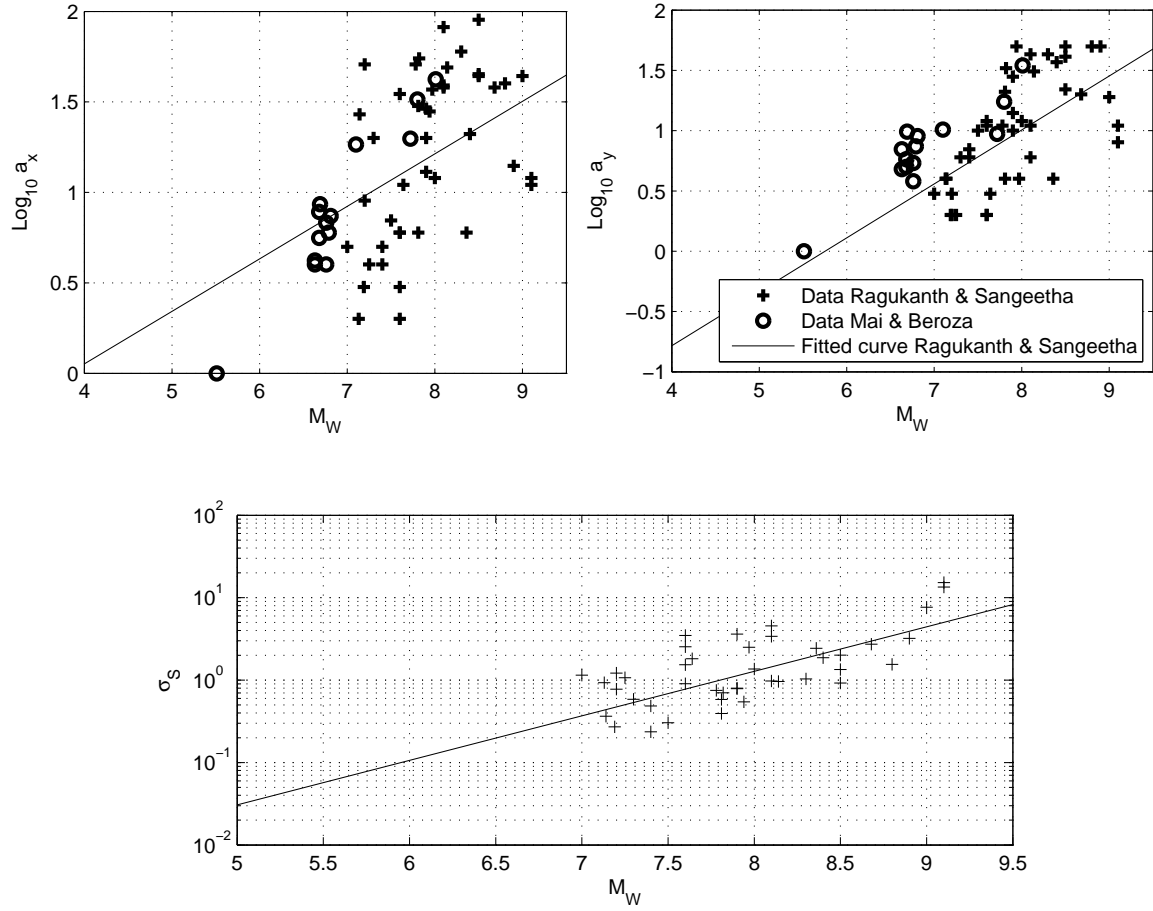 2
1.5
1
0.5
0
Log10 ax
4 5 6 7 8 9
MW
2
1.5
1
0.5
0
−0.5
−1
Log10 ay
4 5 6 7 8 9
MW
Data Ragukanth & Sangeetha
Data Mai & Beroza
Fitted curve Ragukanth & Sangeetha
10^2
10^1
10^0
10^−1
10^−2
σS
5 5.5 6 6.5 7 7.5 8 8.5 9 9.5
MW